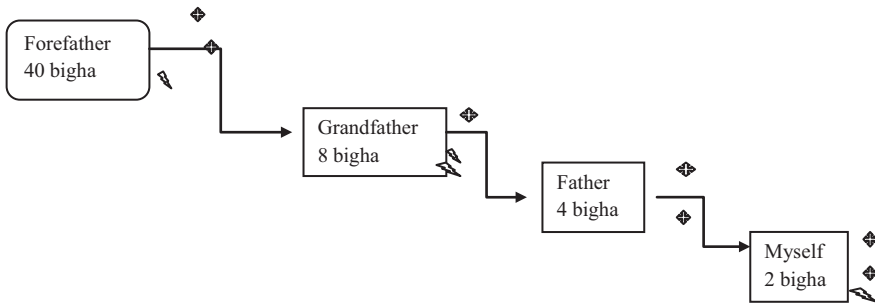 Forefather
40 bigha
Grandfather
8 bigha
Father
4 bigha
Myself
2 bigha